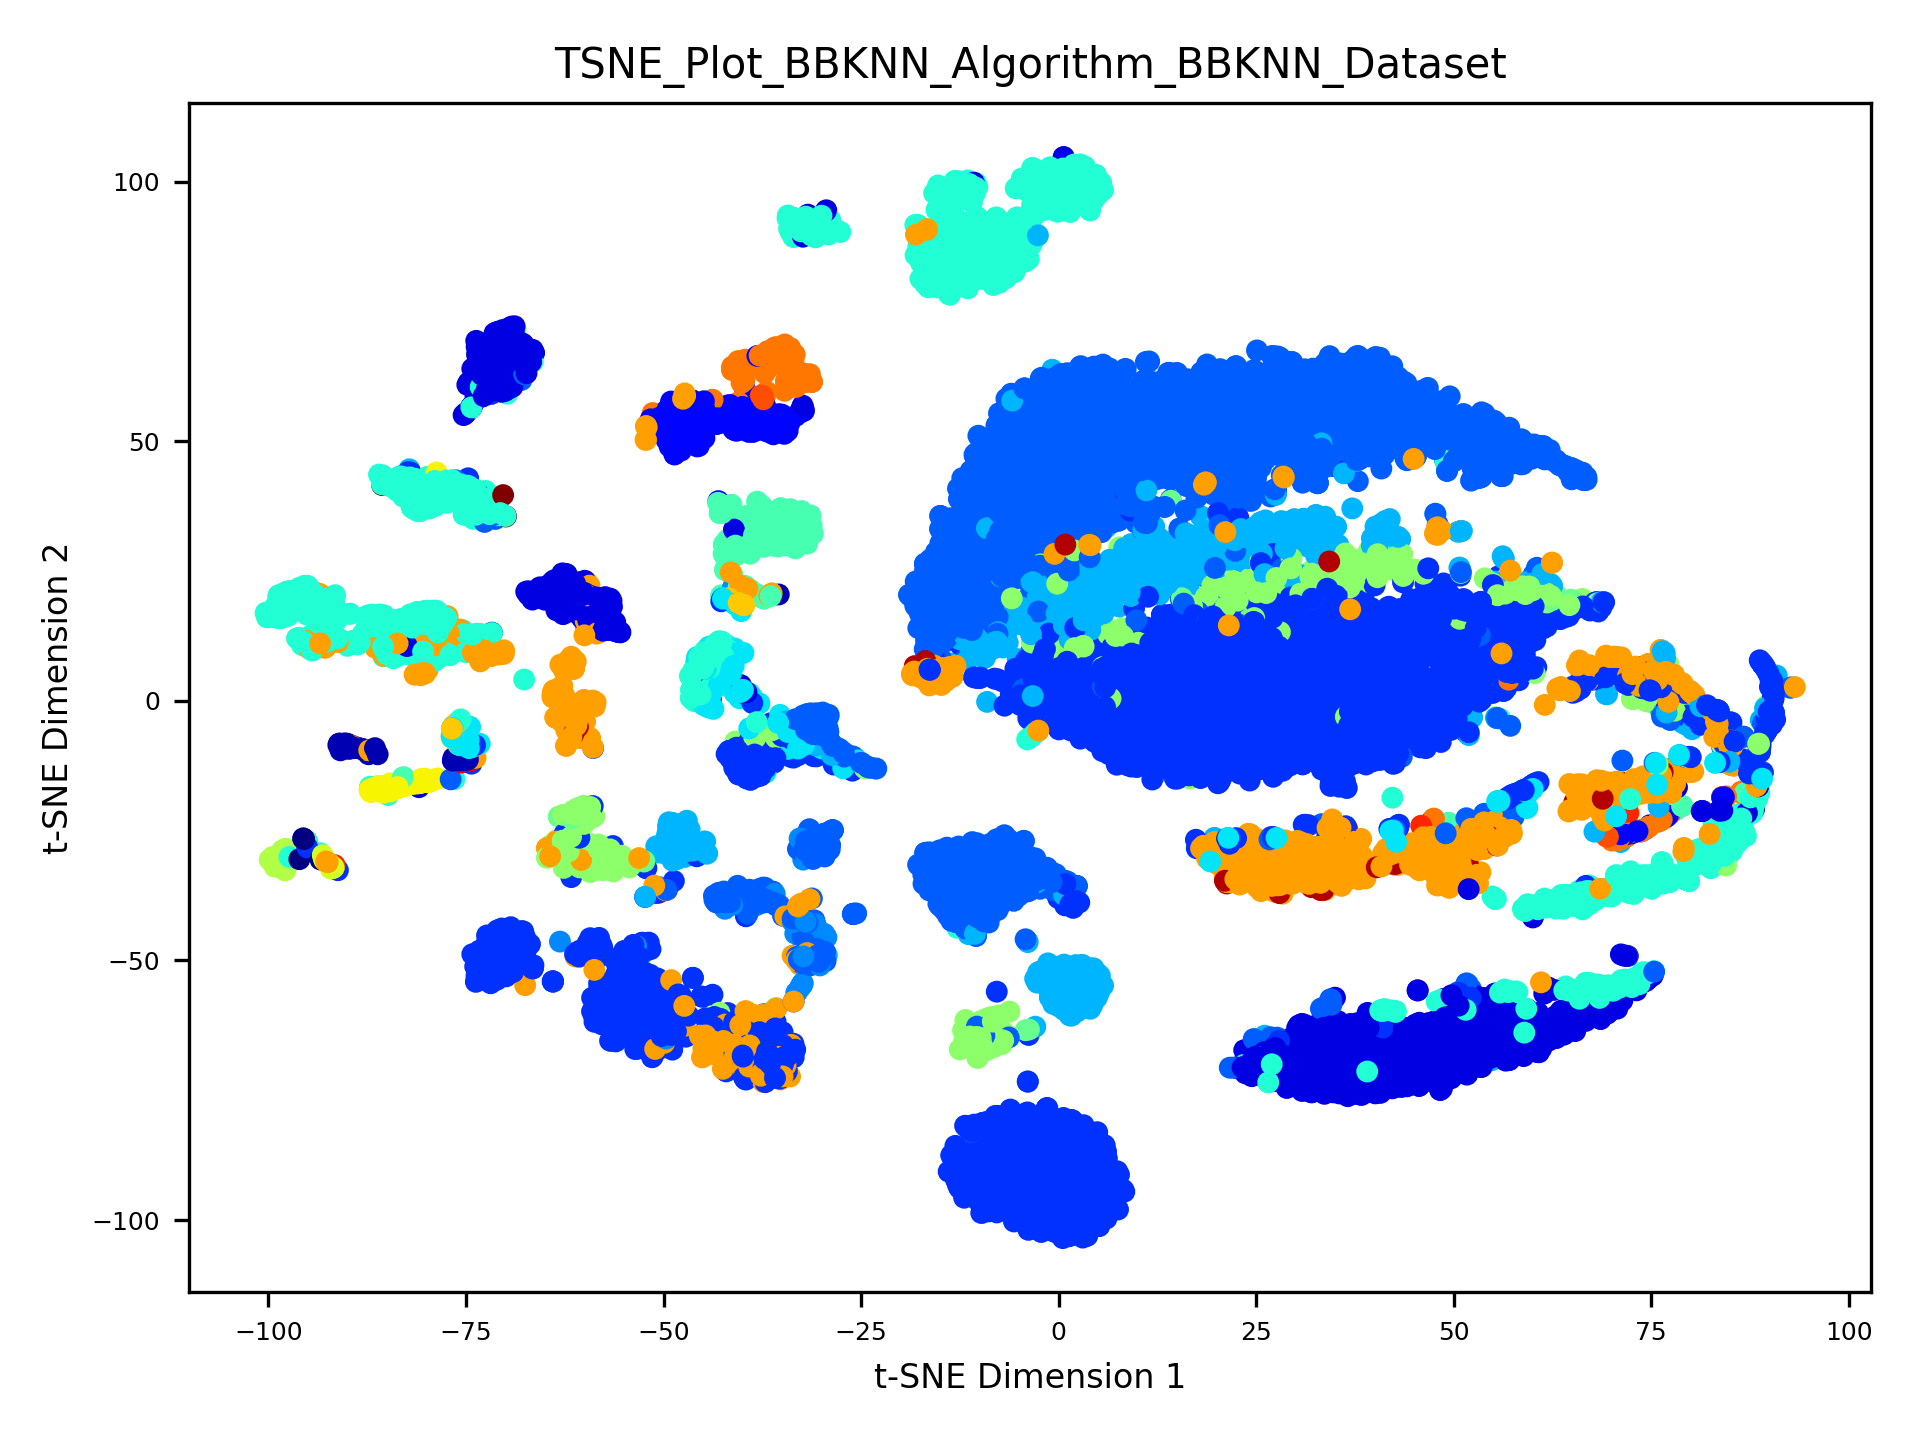 TSNE_Plot_BBKNN_Algorithm_BBKNN_Dataset
100
50
0
−50
−100
t-SNE Dimension 2
−100 −75 −50 −25 0 25 50 75 100
t-SNE Dimension 1